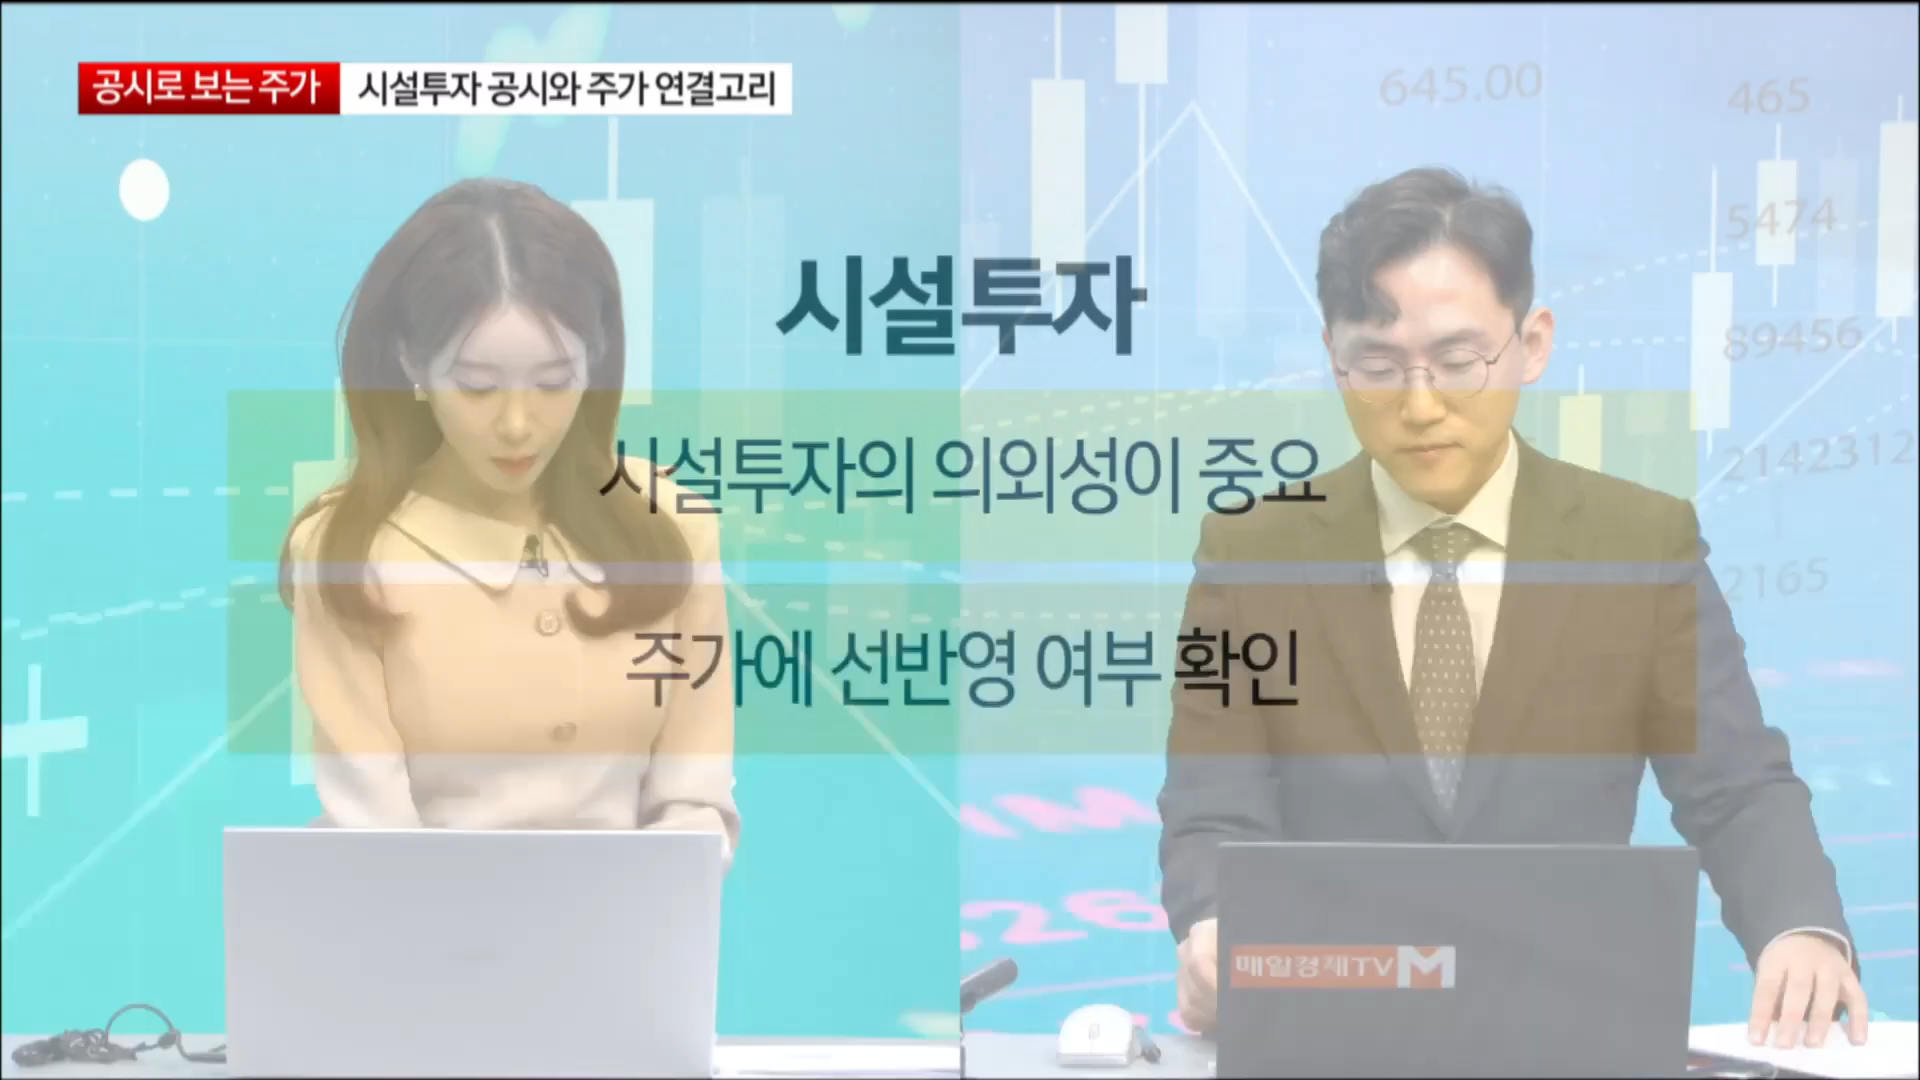 공시로 보는 주가
시설투자 공시와 주가 연결고리
645.00
465
5474
시설투자
89456
시설투자의 의외성이 중요
2142312
2165
주가에 선반영 여부 확인
매일경제TV M